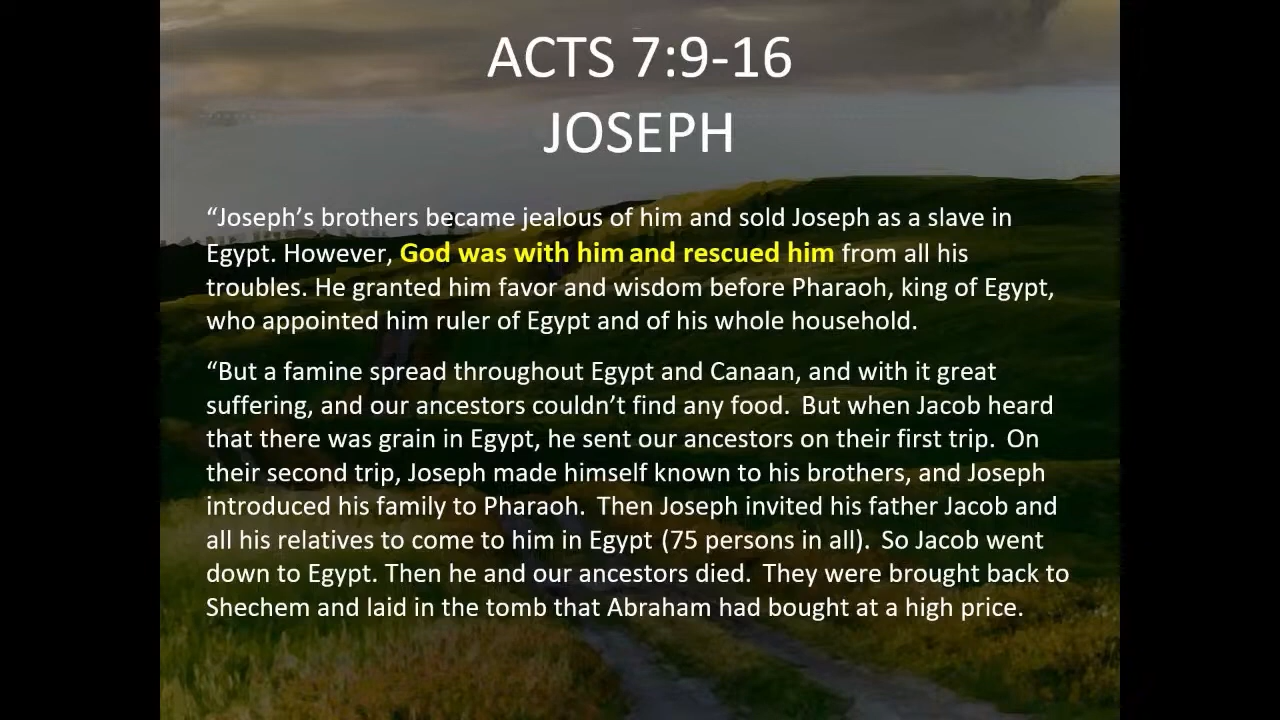 ACTS 7:9-16
JOSEPH
“Joseph’s brothers became jealous of him and sold Joseph as a slave in
Egypt. However, God was with him and rescued him from all his
troubles. He granted him favor and wisdom before Pharaoh, king of Egypt,
who appointed him ruler of Egypt and of his whole household.
“But a famine spread throughout Egypt and Canaan, and with it great
suffering, and our ancestors couldn’t find any food. But when Jacob heard
that there was grain in Egypt, he sent our ancestors on their first trip. On
their second trip, Joseph made himself known to his brothers, and Joseph
introduced his family to Pharaoh. Then Joseph invited his father Jacob and
all his relatives to come to him in Egypt (75 persons in all). So Jacob went
down to Egypt. Then he and our ancestors died. They were brought back to
Shechem and laid in the tomb that Abraham had bought at a high price.